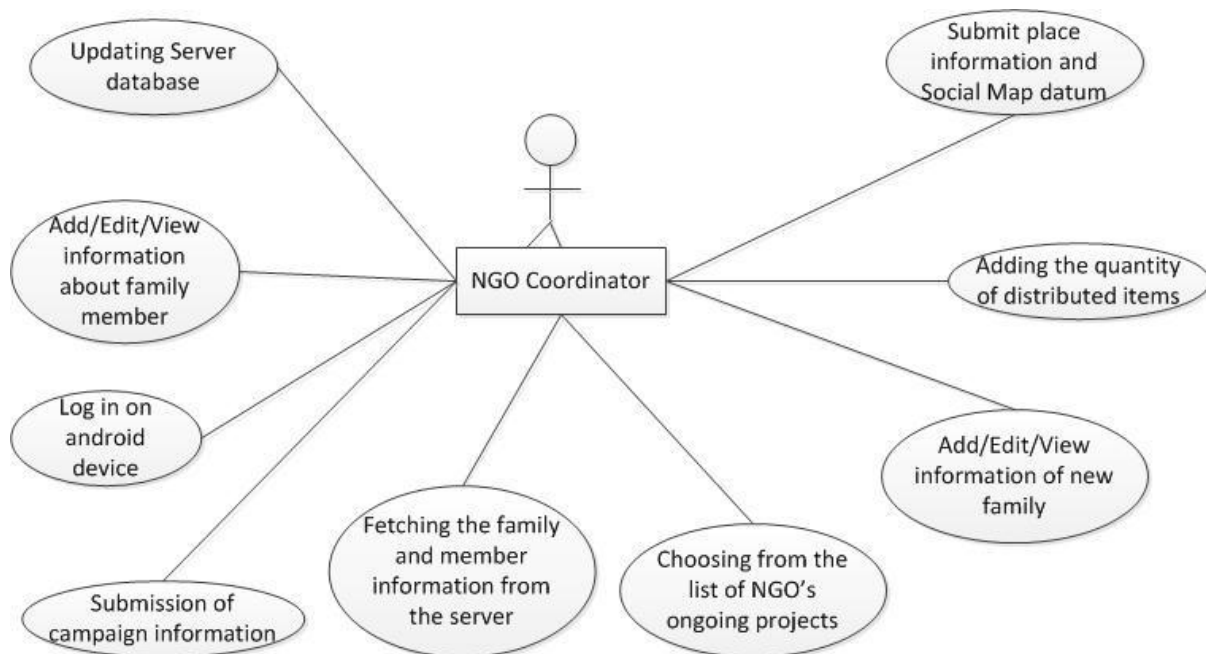 Updating Server
database
Submit place
information and
Social Map datum
Add/Edit/View
information
about family
member
NGO Coordinator
Adding the quantity
of distributed items
Log in on
android
device
Add/Edit/View
information of new
family
Fetching the family
and member
information from
the server
Choosing from the
list of NGO’s
ongoing projects
Submission of
campaign information